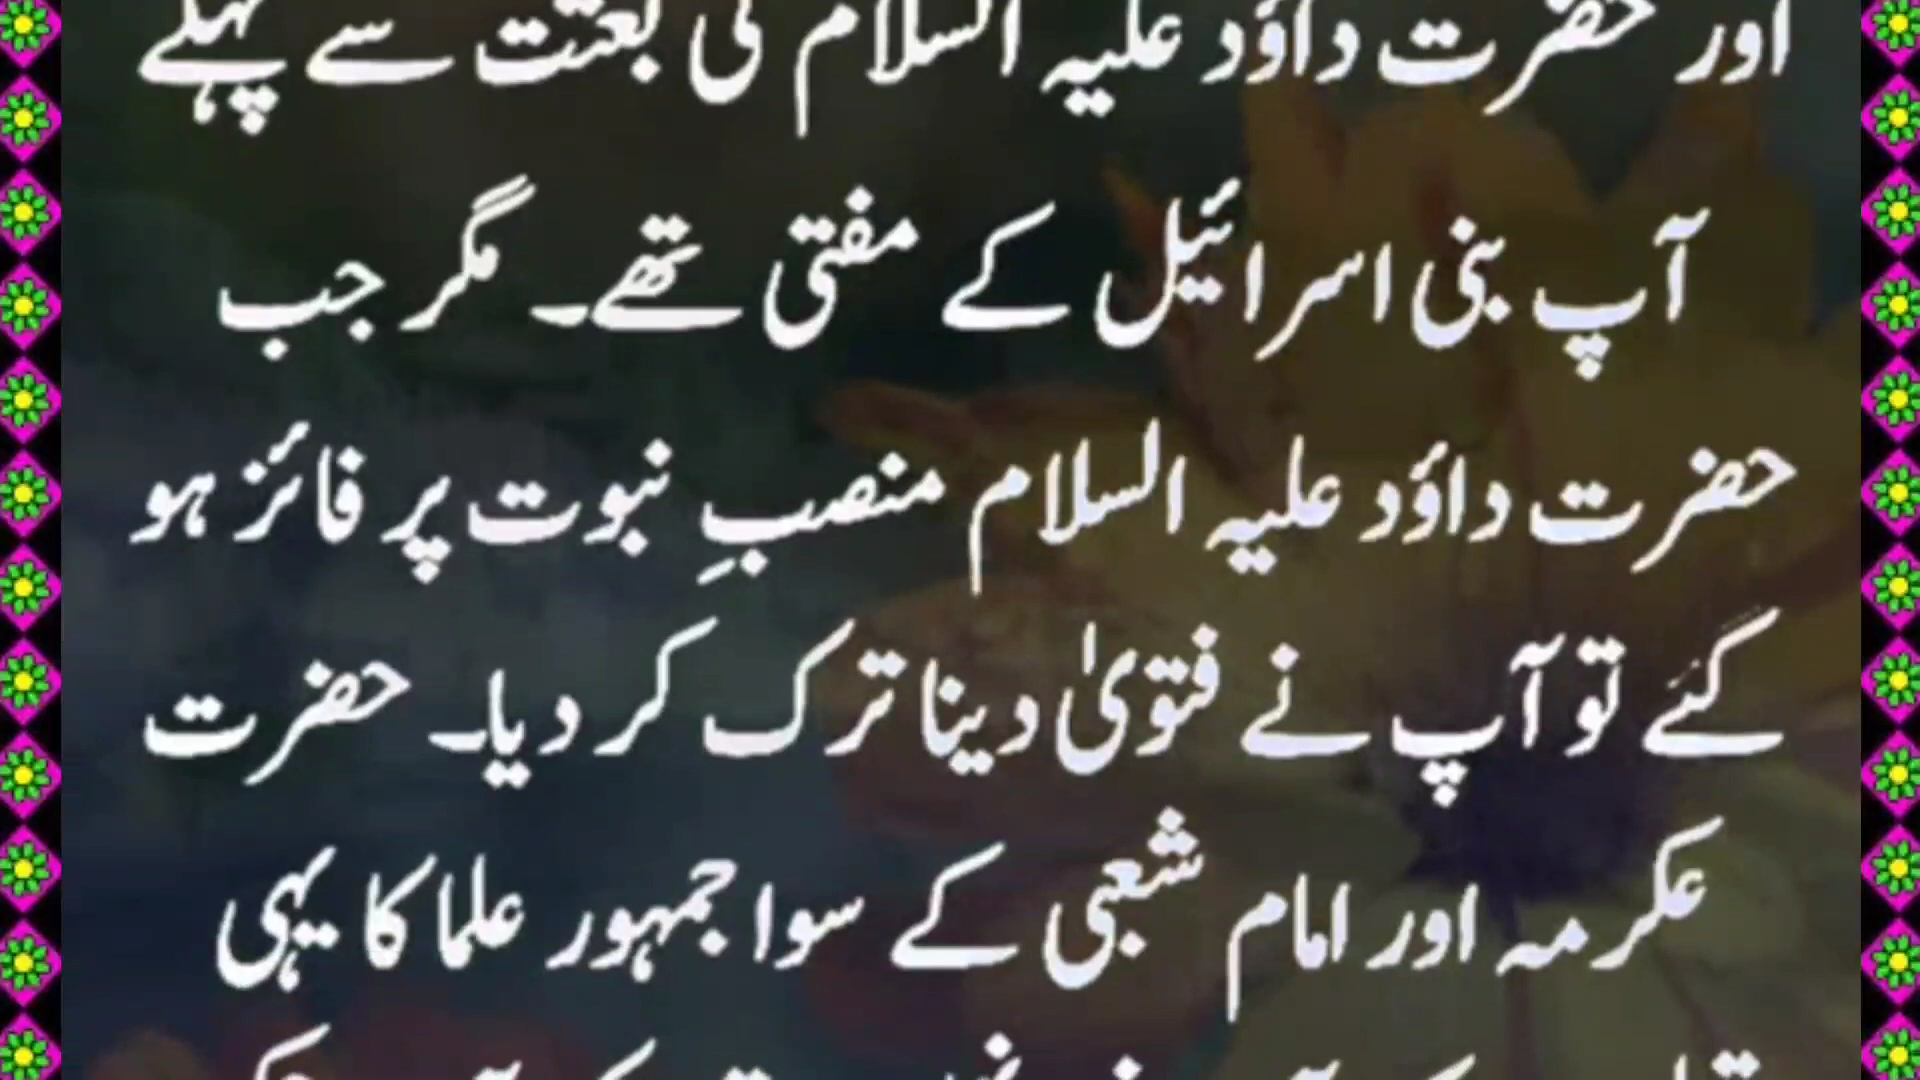 اور حضرت داؤد علیہ السلام کی بعثت سے پہلے
آپ بنی اسرائیل کے مفتی تھے۔ مگر جب
حضرت داؤد علیہ السلام منصبِ نبوت پر فائز ہو
گئے تو آپ نے فتویٰ دینا ترک کر دیا۔ حضرت
عکرمہ اور امام شعبی کے سوا جمہور علما کا یہی